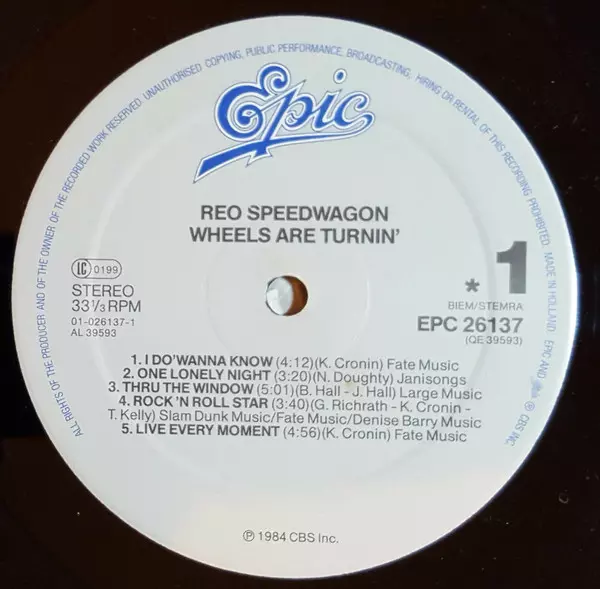 ALL RIGHTS OF THE PRODUCER AND OF THE OWNER OF THE RECORDED WORK RESERVED. UNAUTHORISED COPYING, PUBLIC PERFORMANCE, BROADCASTING, HIRING OR RENTAL OF THIS RECORDING PROHIBITED. MADE IN HOLLAND. EPIC AND ARE ® CBS INC.
Epic
REO SPEEDWAGON
WHEELS ARE TURNIN'
LC 0199
STEREO
33 1/3 RPM
01-026137-1
AL 39593
* 1
BIEM/STEMRA
EPC 26137
(QE 39593)
1. I DO'WANNA KNOW (4:12)(K. Cronin) Fate Music
2. ONE LONELY NIGHT (3:20)(N. Doughty) Janisongs
3. THRU THE WINDOW (5:01)(B. Hall - J. Hall) Large Music
4. ROCK'N ROLL STAR (3:40)(G. Richrath - K. Cronin -
T. Kelly) Slam Dunk Music/Fate Music/Denise Barry Music
5. LIVE EVERY MOMENT (4:56)(K. Cronin) Fate Music
℗ 1984 CBS Inc.